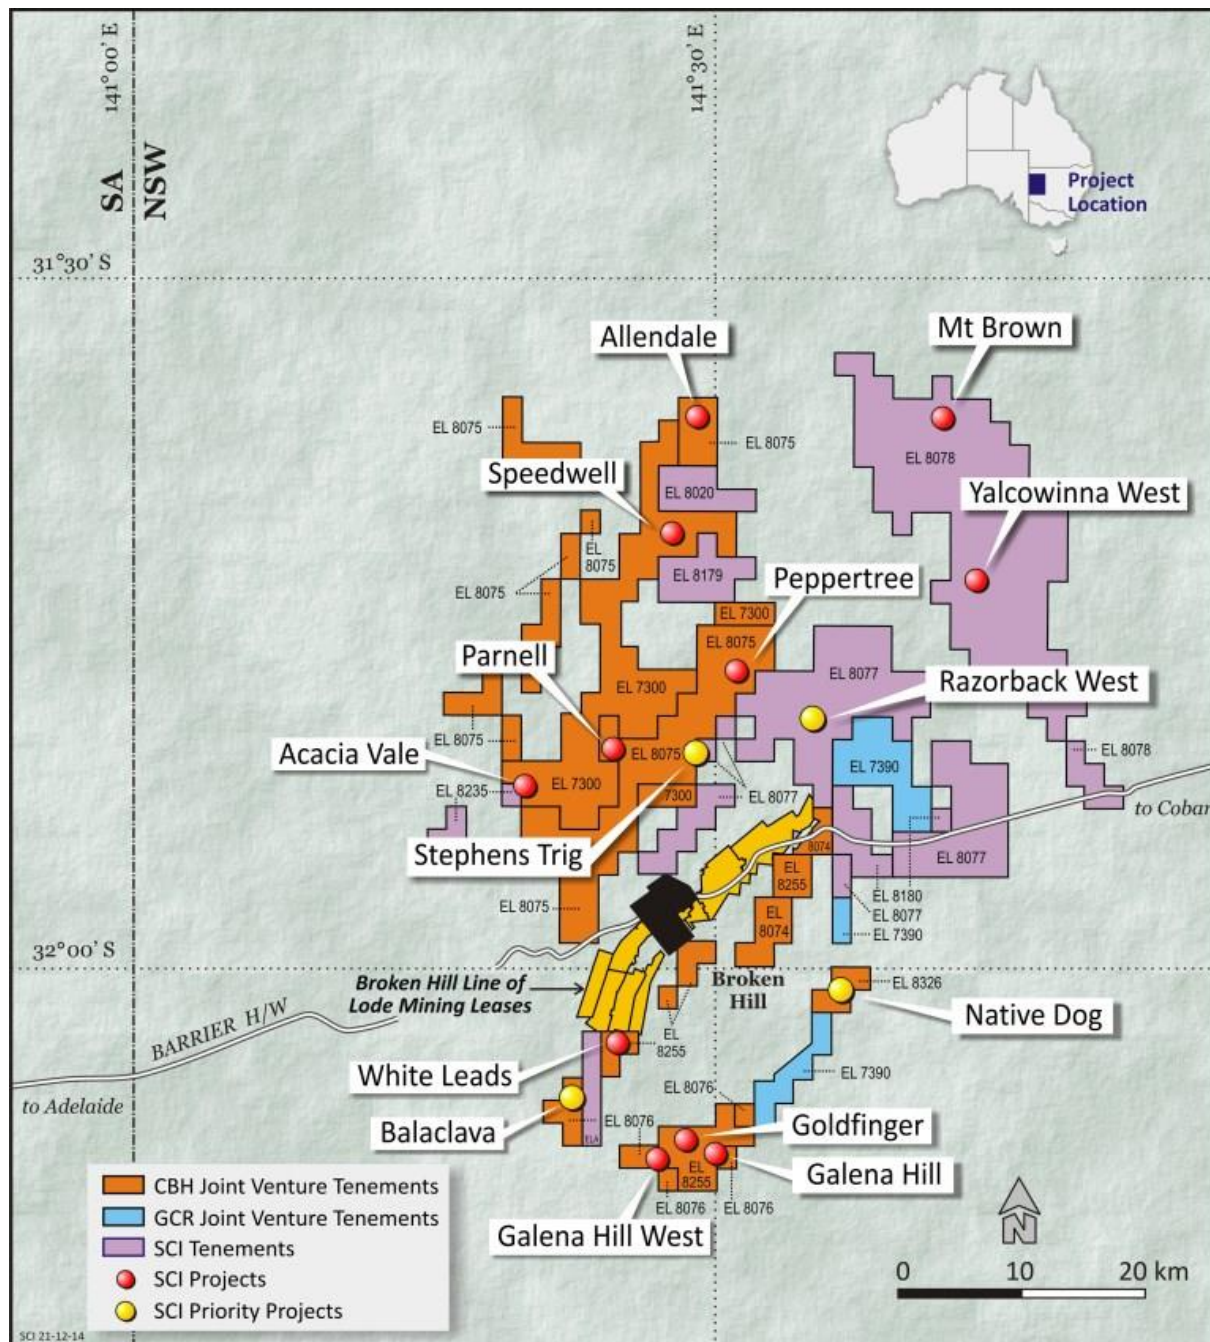 141°00' E
141°30' E
SA
NSW
Project
Location
31°30' S
Allendale
Mt Brown
EL 8075
EL 8075
EL 8078
Speedwell
EL 8020
Yalcowinna West
EL
8075
EL 8179
Peppertree
EL 8075
EL 7300
EL 8075
Parnell
EL 8077
EL 7300
Razorback West
EL 8075
Acacia Vale
EL 8075
EL 7390
EL 8078
EL 7300
EL 8235
7300
EL 8077
to Cobar
Stephens Trig
8074
EL 8077
EL
8255
EL 8180
EL 8075
EL
8074
EL 8077
EL 7390
32°00' S
Broken Hill Line of
Lode Mining Leases
Broken
Hill
EL 8326
Native Dog
BARRIER H/W
EL
8255
White Leads
EL 7390
EL 8076
to Adelaide
EL 8076
Balaclava
ELA
Goldfinger
EL
8255
Galena Hill
EL 8076
EL 8076
Galena Hill West
CBH Joint Venture Tenements
GCR Joint Venture Tenements
SCI Tenements
SCI Projects
SCI Priority Projects
N
0 10 20 km
SCI 21-12-14